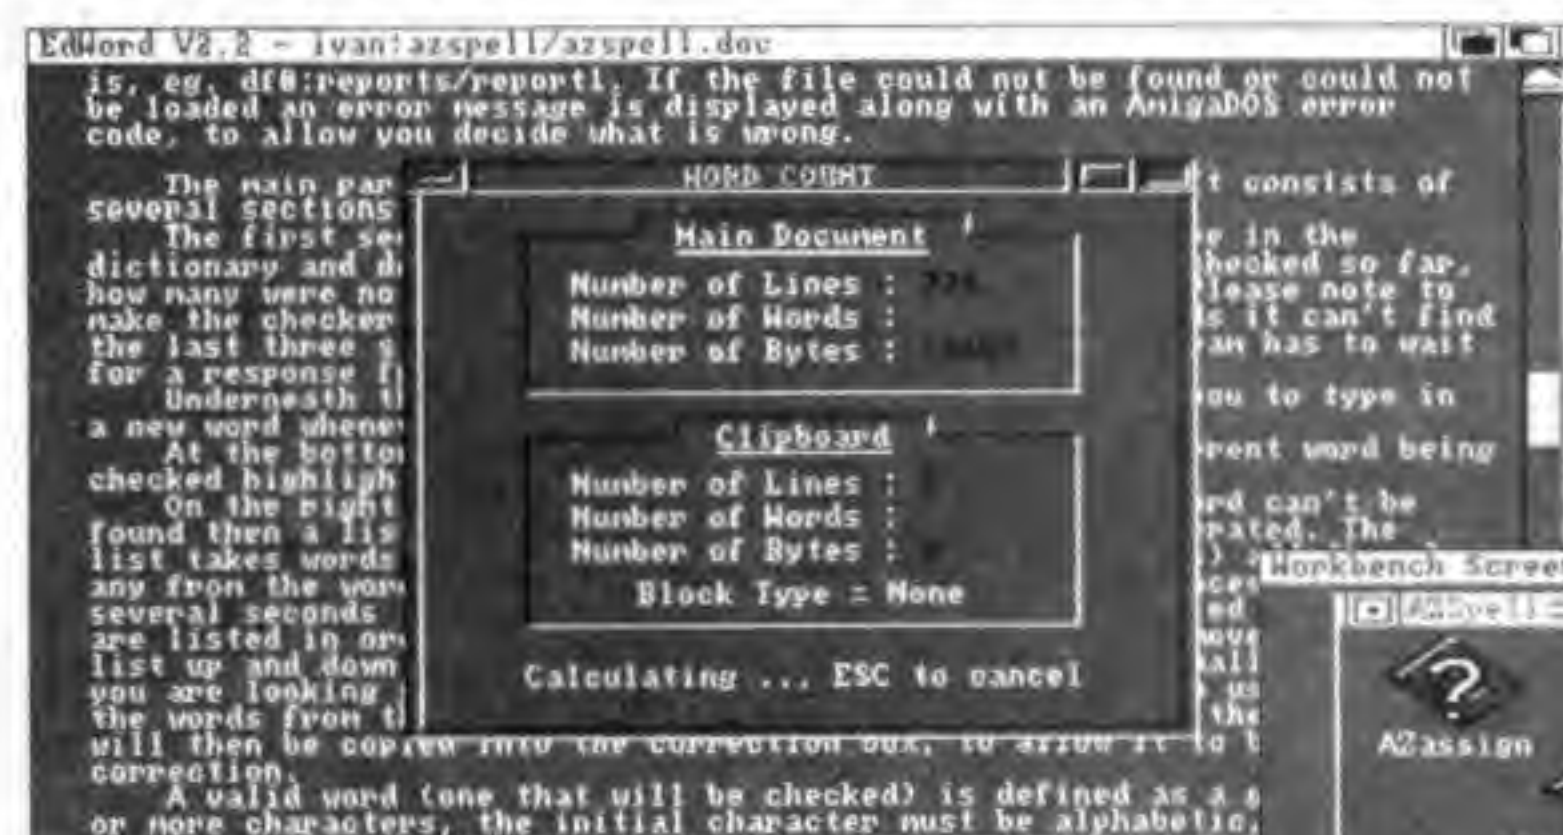 EdWord V2.2 - ivan:azspell/azspell.doc
is, eg, df0:reports/report1. If the file could not be found or could not
be loaded an error message is displayed along with an AmigaDOS error
code, to allow you decide what is wrong.
The main par
t consists of
several sections
The first se
e in the
dictionary and d
hecked so far,
how many were no
lease note to
make the checker
s it can't find
the last three s
am has to wait
for a response f
Underneath t
ou to type in
a new word whene
At the botto
rent word being
checked highligh
On the right
rd can't be
found then a lis
rated. The
list takes words
any from the wor
several seconds
are listed in or
list up and down
you are looking
the words from t
will then be copied into the correction box, to allow it to b
correction.
A valid word (one that will be checked) is defined as a
or more characters, the initial character must be alphabetic,
WORD COUNT
Main Document
Number of Lines :
Number of Words :
Number of Bytes :
Clipboard
Number of Lines :
Number of Words :
Number of Bytes :
Block Type = None
Calculating ... ESC to cancel
Workbench Screen
AZSpell
AZassign